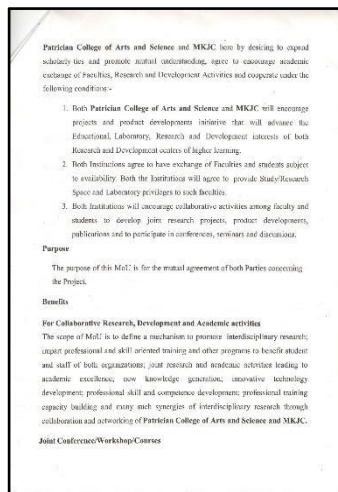 Patrician College of Arts and Science and MKJC here by desiring to expand
scholarly ties and promote mutual understanding, agree to encourage academic
exchange of Faculties, Research and Development Activities and cooperate under the
following conditions:-
1. Both Patrician College of Arts and Science and MKJC will encourage
projects and product developments initiative that will advance the
Educational, Laboratory, Research and Development interests of both
Research and Development centers of higher learning.
2. Both Institutions agree to have exchange of Faculties and students subject
to availability. Both the Institutions will agree to provide Study/Research
Space and Laboratory privileges to such faculties.
3. Both Institutions will encourage collaborative activities among faculty and
students to develop joint research projects, product developments,
publications and to participate in conferences, seminars and discussions.
Purpose
The purpose of this MoU is for the mutual agreement of both Parties concerning
the Project.
Benefits
For Collaborative Research, Development and Academic activities
The scope of MoU is to define a mechanism to promote interdisciplinary research;
impart professional and skill oriented training and other programs to benefit student
and staff of both organizations; joint research and academic activities leading to
academic excellence; new knowledge generation; innovative technology
development; professional skill and competence development; professional training
capacity building and many such synergies of interdisciplinary research through
collaboration and networking of Patrician College of Arts and Science and MKJC.
Joint Conference/Workshop/Courses